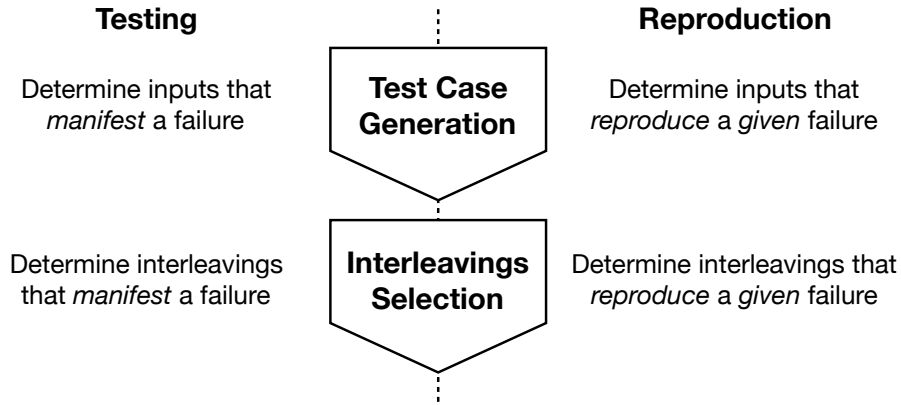 Testing
Reproduction
Determine inputs that
manifest a failure
Test Case
Generation
Determine inputs that
reproduce a given failure
Determine interleavings
that manifest a failure
Interleavings
Selection
Determine interleavings that
reproduce a given failure